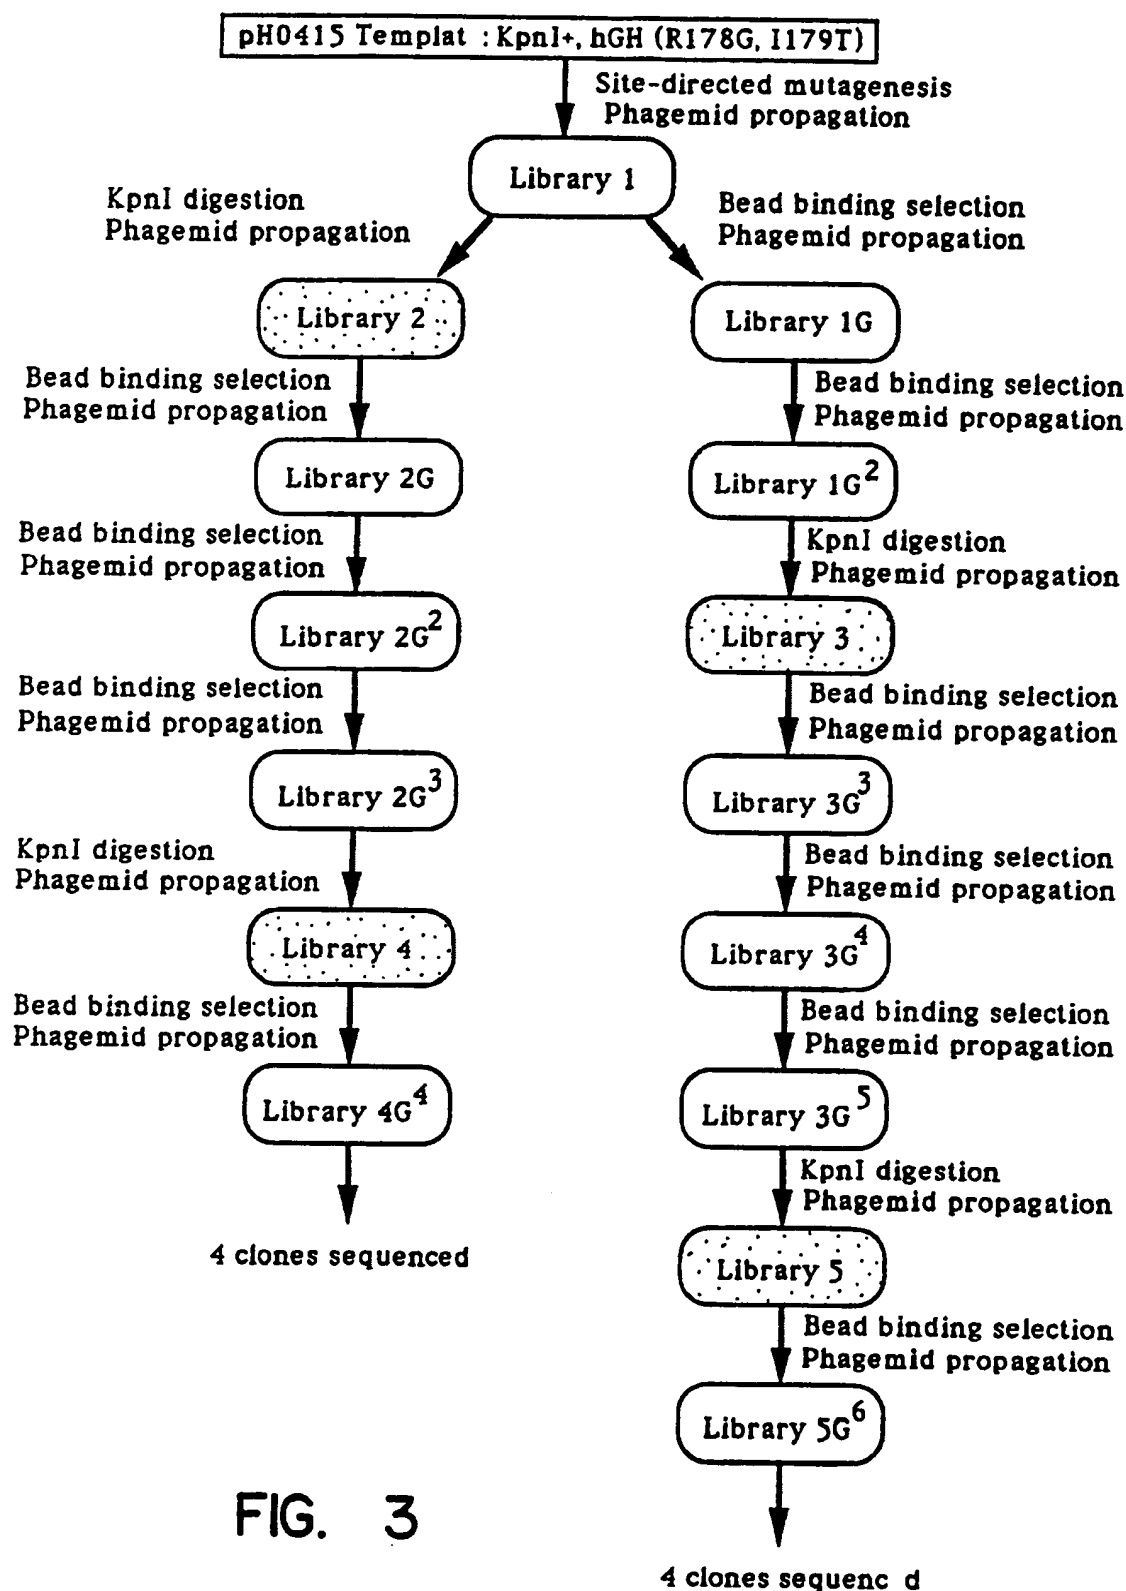 pH0415 Templat : KpnI+, hGH (R178G, I179T)
Site-directed mutagenesis
Phagemid propagation
Library 1
KpnI digestion
Phagemid propagation
Bead binding selection
Phagemid propagation
Library 2
Library 1G
Bead binding selection
Phagemid propagation
Bead binding selection
Phagemid propagation
Library 2G
Library 1G²
Bead binding selection
Phagemid propagation
KpnI digestion
Phagemid propagation
Library 2G²
Library 3
Bead binding selection
Phagemid propagation
Bead binding selection
Phagemid propagation
Library 2G³
Library 3G³
KpnI digestion
Phagemid propagation
Bead binding selection
Phagemid propagation
Library 4
Library 3G⁴
Bead binding selection
Phagemid propagation
Bead binding selection
Phagemid propagation
Library 4G⁴
Library 3G⁵
KpnI digestion
Phagemid propagation
4 clones sequenced
Library 5
Bead binding selection
Phagemid propagation
Library 5G⁶
FIG. 3
4 clones sequenc d